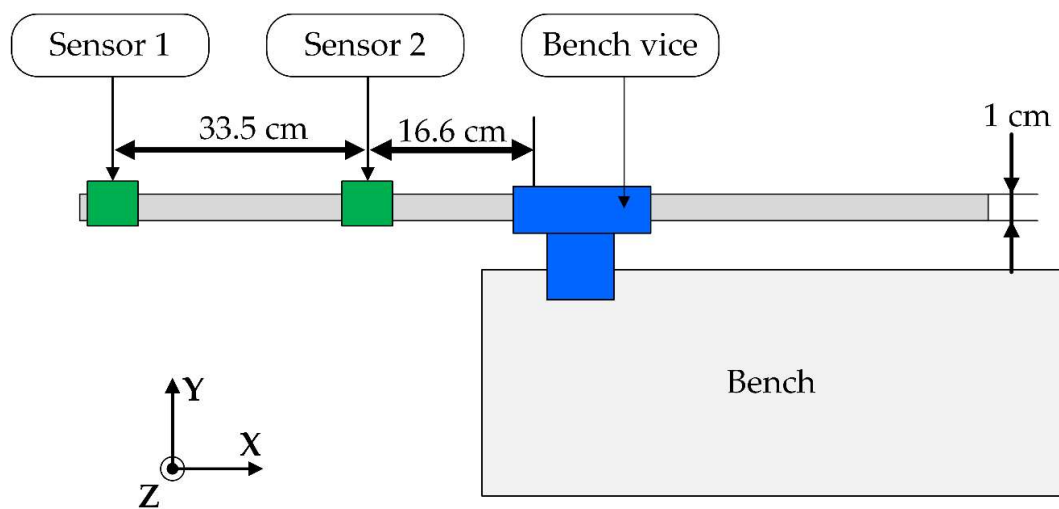 Sensor 1
Sensor 2
Bench vice
33.5 cm
16.6 cm
1 cm
Bench
Y
X
Z